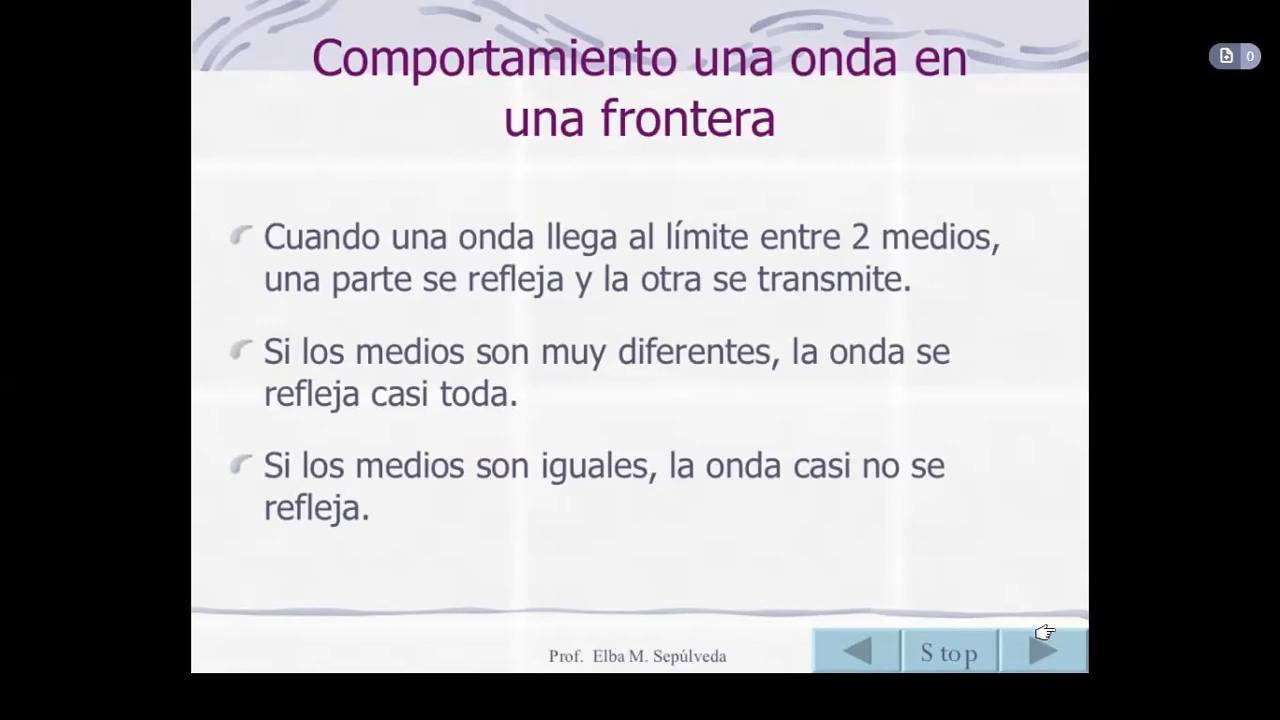 Comportamiento una onda en
una frontera
0
Cuando una onda llega al límite entre 2 medios,
una parte se refleja y la otra se transmite.
Si los medios son muy diferentes, la onda se
refleja casi toda.
Si los medios son iguales, la onda casi no se
refleja.
Prof. Elba M. Sepúlveda
Stop